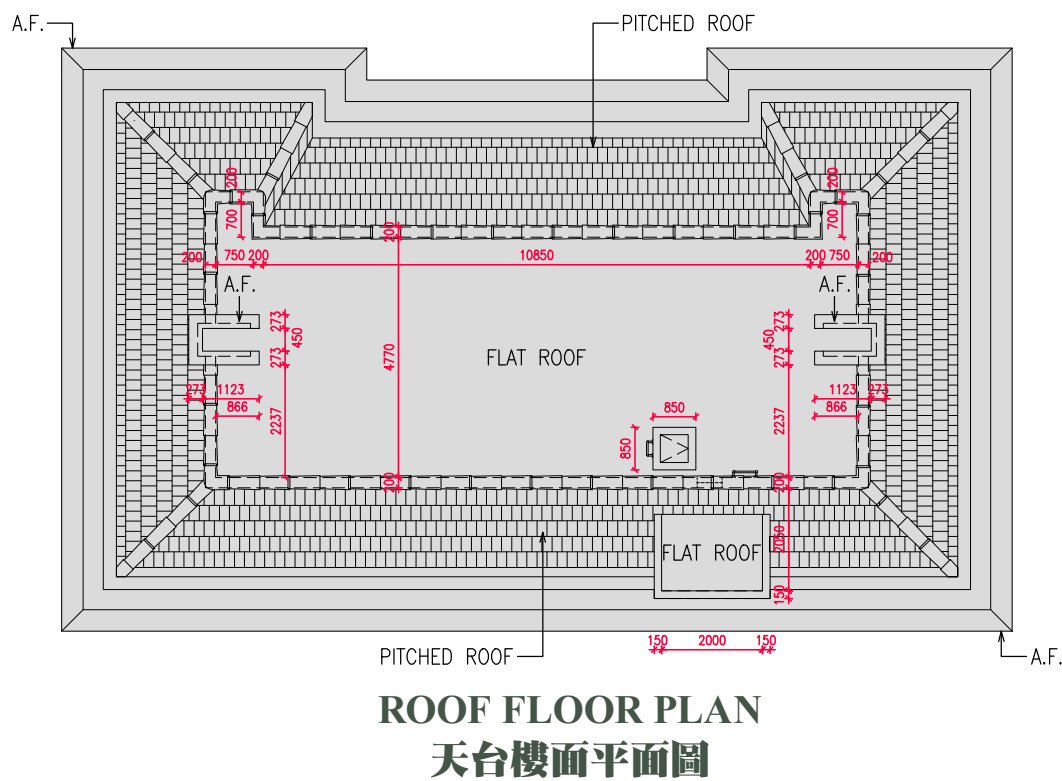 A.F.
PITCHED ROOF
200
200
700
700
200
200 750 200 10850 200 750 200
A.F.
A.F.
273
450
273
273
450
273
4770
FLAT ROOF
273 1123
866
2237
1123 273
866
2237
850
850
200
200
2050
FLAT ROOF
150
150 2000 150
PITCHED ROOF
A.F.
ROOF FLOOR PLAN
天台樓面平面圖